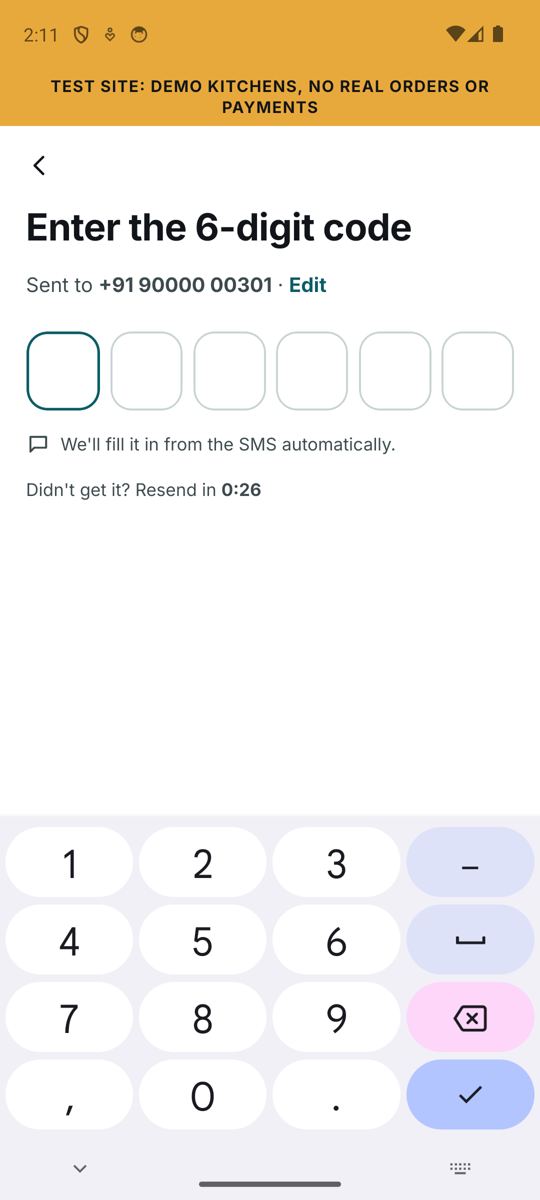 2:11
TEST SITE: DEMO KITCHENS, NO REAL ORDERS OR
PAYMENTS
Enter the 6-digit code
Sent to +91 90000 00301 · Edit
We'll fill it in from the SMS automatically.
Didn't get it? Resend in 0:26
1 2 3 –
4 5 6
7 8 9
, 0 .